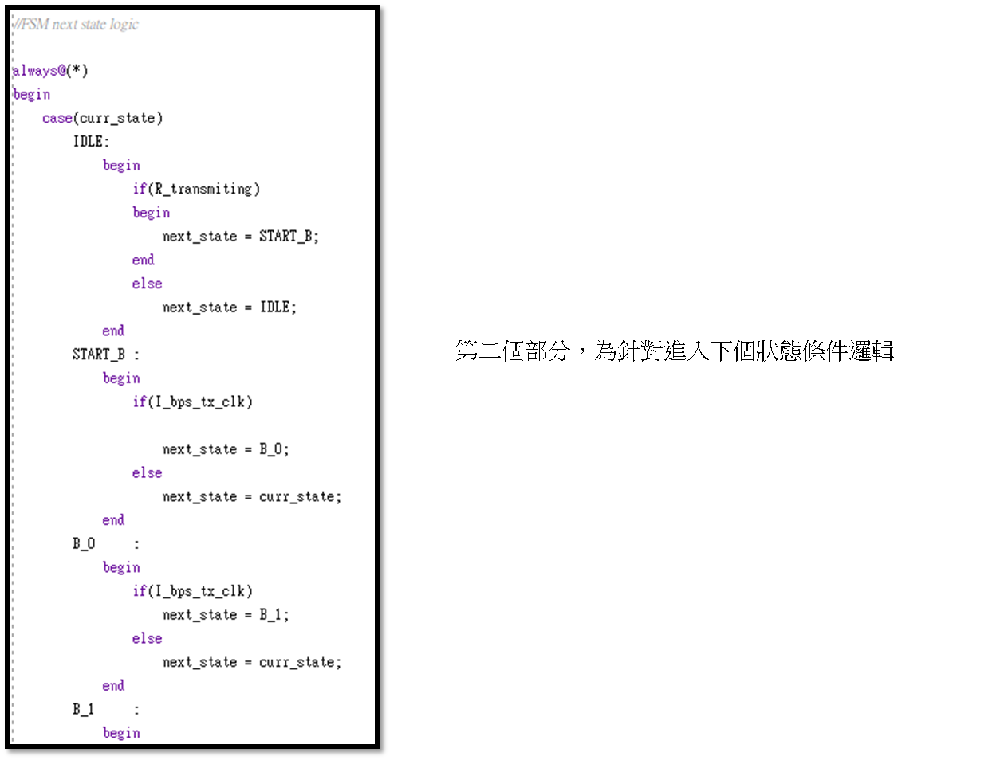 //FSM next state logic
always@(*)
begin
case(curr_state)
IDLE:
begin
if(R_transmiting)
begin
next_state = START_B;
end
else
next_state = IDLE;
end
START_B :
begin
if(I_bps_tx_clk)
next_state = B_0;
else
next_state = curr_state;
end
B_0 :
begin
if(I_bps_tx_clk)
next_state = B_1;
else
next_state = curr_state;
end
B_1 :
begin
第二個部分，為針對進入下個狀態條件邏輯